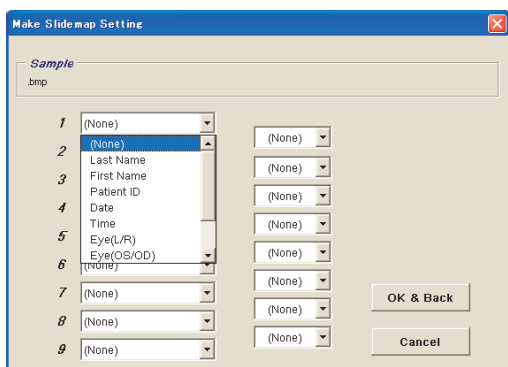 Make Slidemap Setting
Sample
.bmp
1 (None)
(None)
(None)
2 Last Name
(None)
3 First Name
Patient ID
(None)
4 Date
Time
(None)
5 Eye(L/R)
Eye(OS/OD)
(None)
6 (None)
(None)
7 (None)
OK & Back
(None)
8 (None)
(None)
Cancel
9 (None)